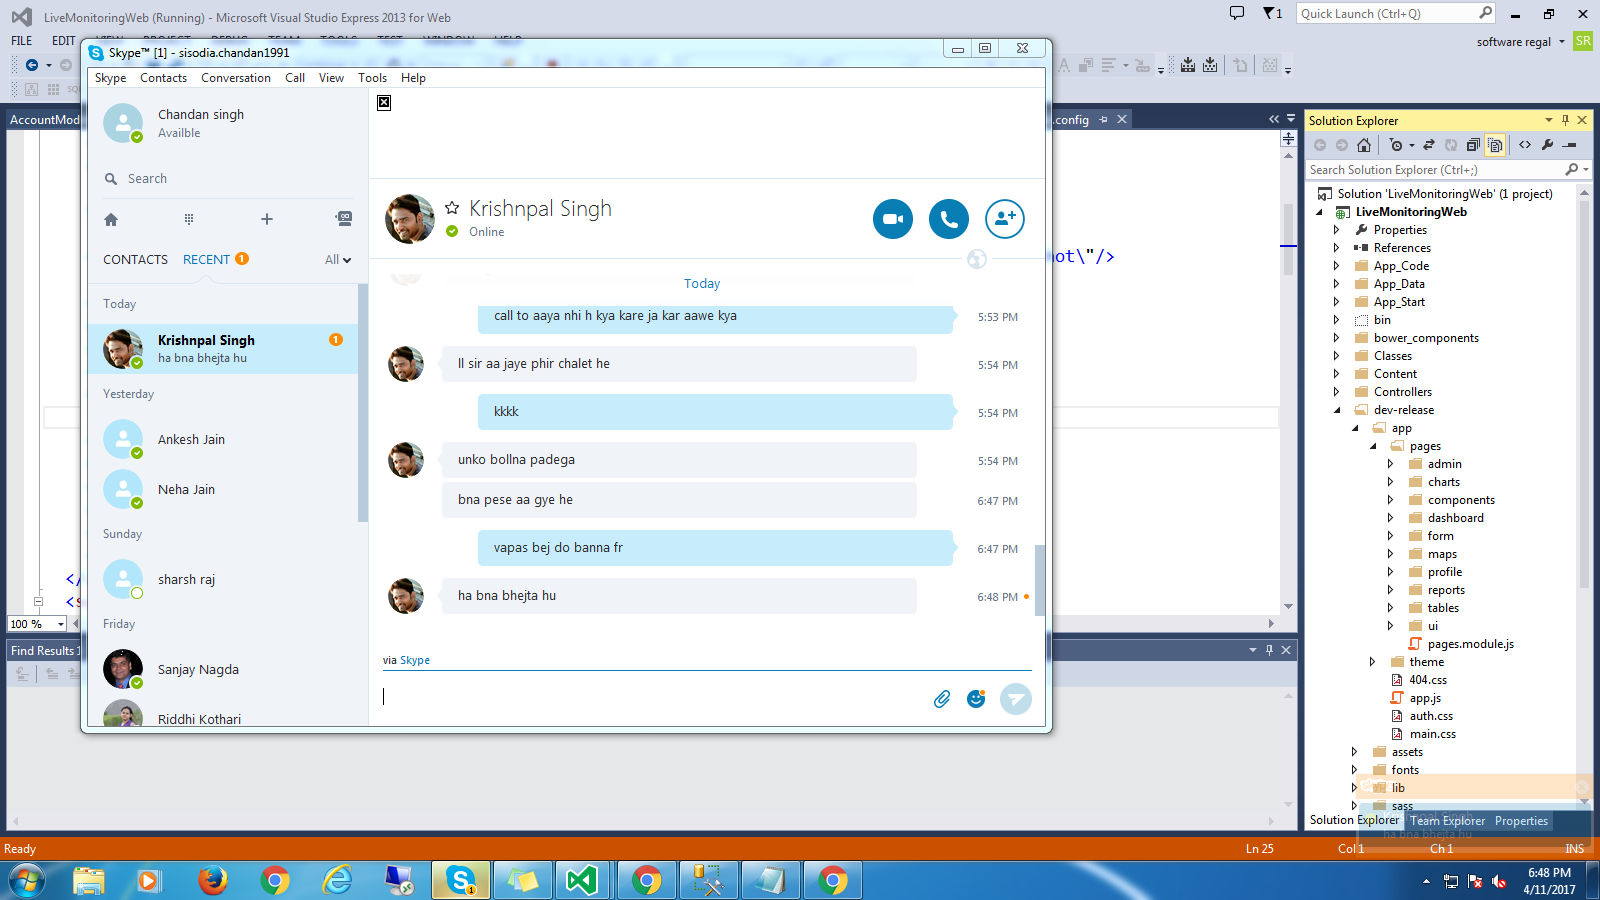 LiveMonitoringWeb (Running) - Microsoft Visual Studio Express 2013 for Web
1
Quick Launch (Ctrl+Q)
FILE
EDIT
software regal
SR
Skype™ [1] - sisodia.chandan1991
Skype Contacts Conversation Call View Tools Help
Chandan singh
Availble
Search
CONTACTS RECENT 1 All
Today
Krishnpal Singh
1
ha bna bhejta hu
Yesterday
Ankesh Jain
Neha Jain
Sunday
sharsh raj
Friday
Sanjay Nagda
Riddhi Kothari
Krishnpal Singh
Online
Today
call to aaya nhi h kya kare ja kar aawe kya 5:53 PM
ll sir aa jaye phir chalet he 5:54 PM
kkkk 5:54 PM
unko bollna padega 5:54 PM
bna pese aa gye he 6:47 PM
vapas bej do banna fr 6:47 PM
ha bna bhejta hu 6:48 PM
via Skype
AccountMod
.config
ot\"/>
</
<s
100 %
Find Results 1
Solution Explorer
Search Solution Explorer (Ctrl+;)
Solution 'LiveMonitoringWeb' (1 project)
LiveMonitoringWeb
Properties
References
App_Code
App_Data
App_Start
bin
bower_components
Classes
Content
Controllers
dev-release
app
pages
admin
charts
components
dashboard
form
maps
profile
reports
tables
ui
pages.module.js
theme
404.css
app.js
auth.css
main.css
assets
fonts
lib
sass
Solution Explorer Team Explorer Properties
Krishnpal Singh
ha bna bhejta hu
Ready
Ln 25 Col 1 Ch 1 INS
1
6:48 PM
4/11/2017